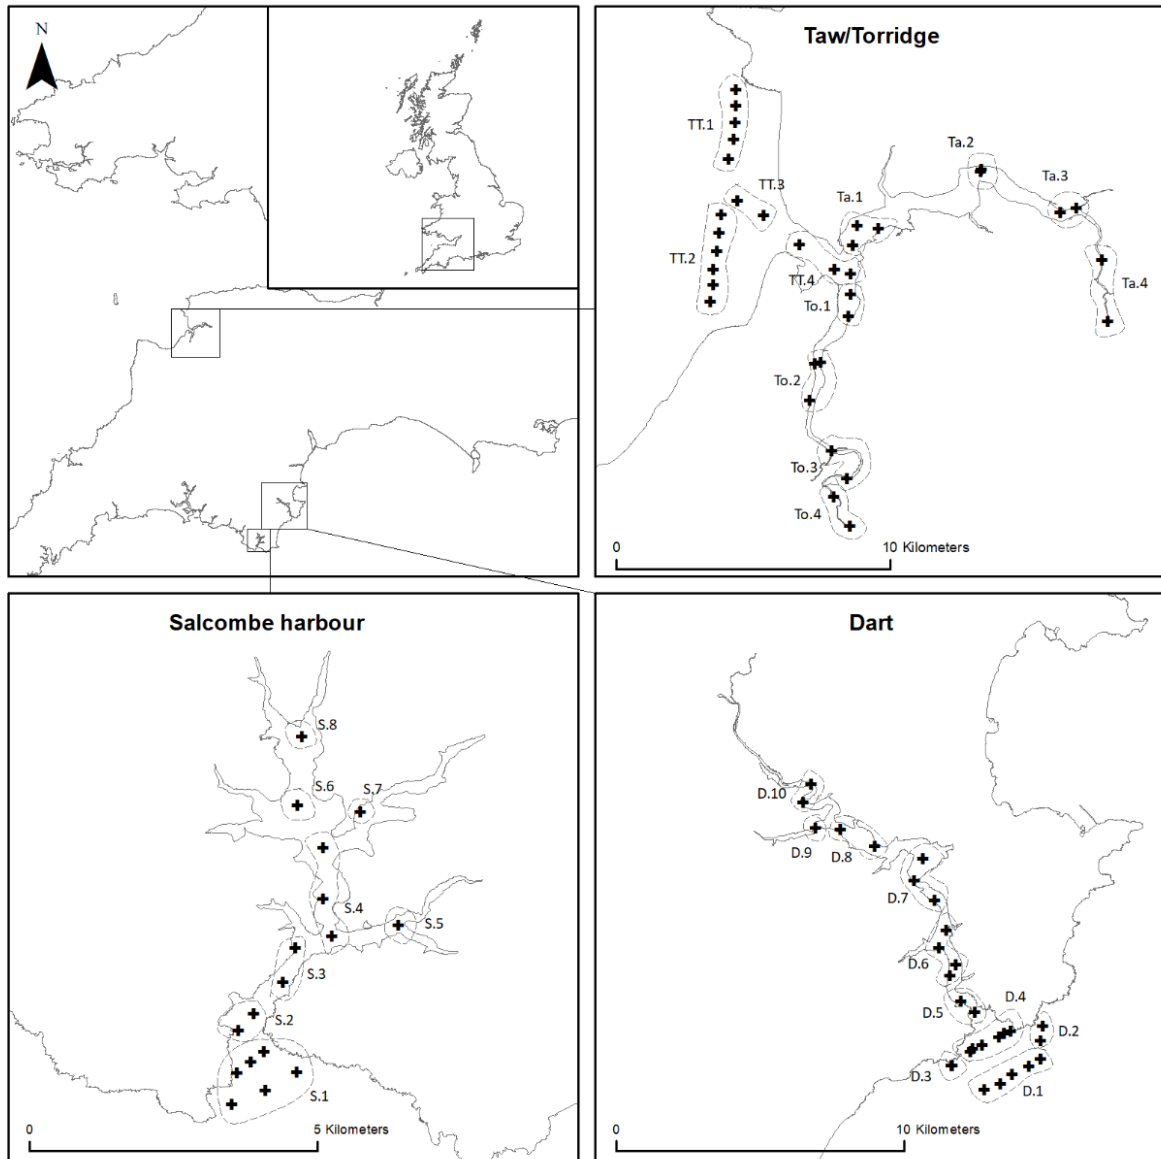 N
Taw/Torridge
TT.1
Ta.2
Ta.3
TT.3
Ta.1
TT.2
TT.4
Ta.4
To.1
To.2
To.3
To.4
0 10 Kilometers
Salcombe harbour
S.8
S.6
S.7
S.4
S.5
S.3
S.2
S.1
0 5 Kilometers
Dart
D.10
D.9
D.8
D.7
D.6
D.5
D.4
D.2
D.3
D.1
0 10 Kilometers